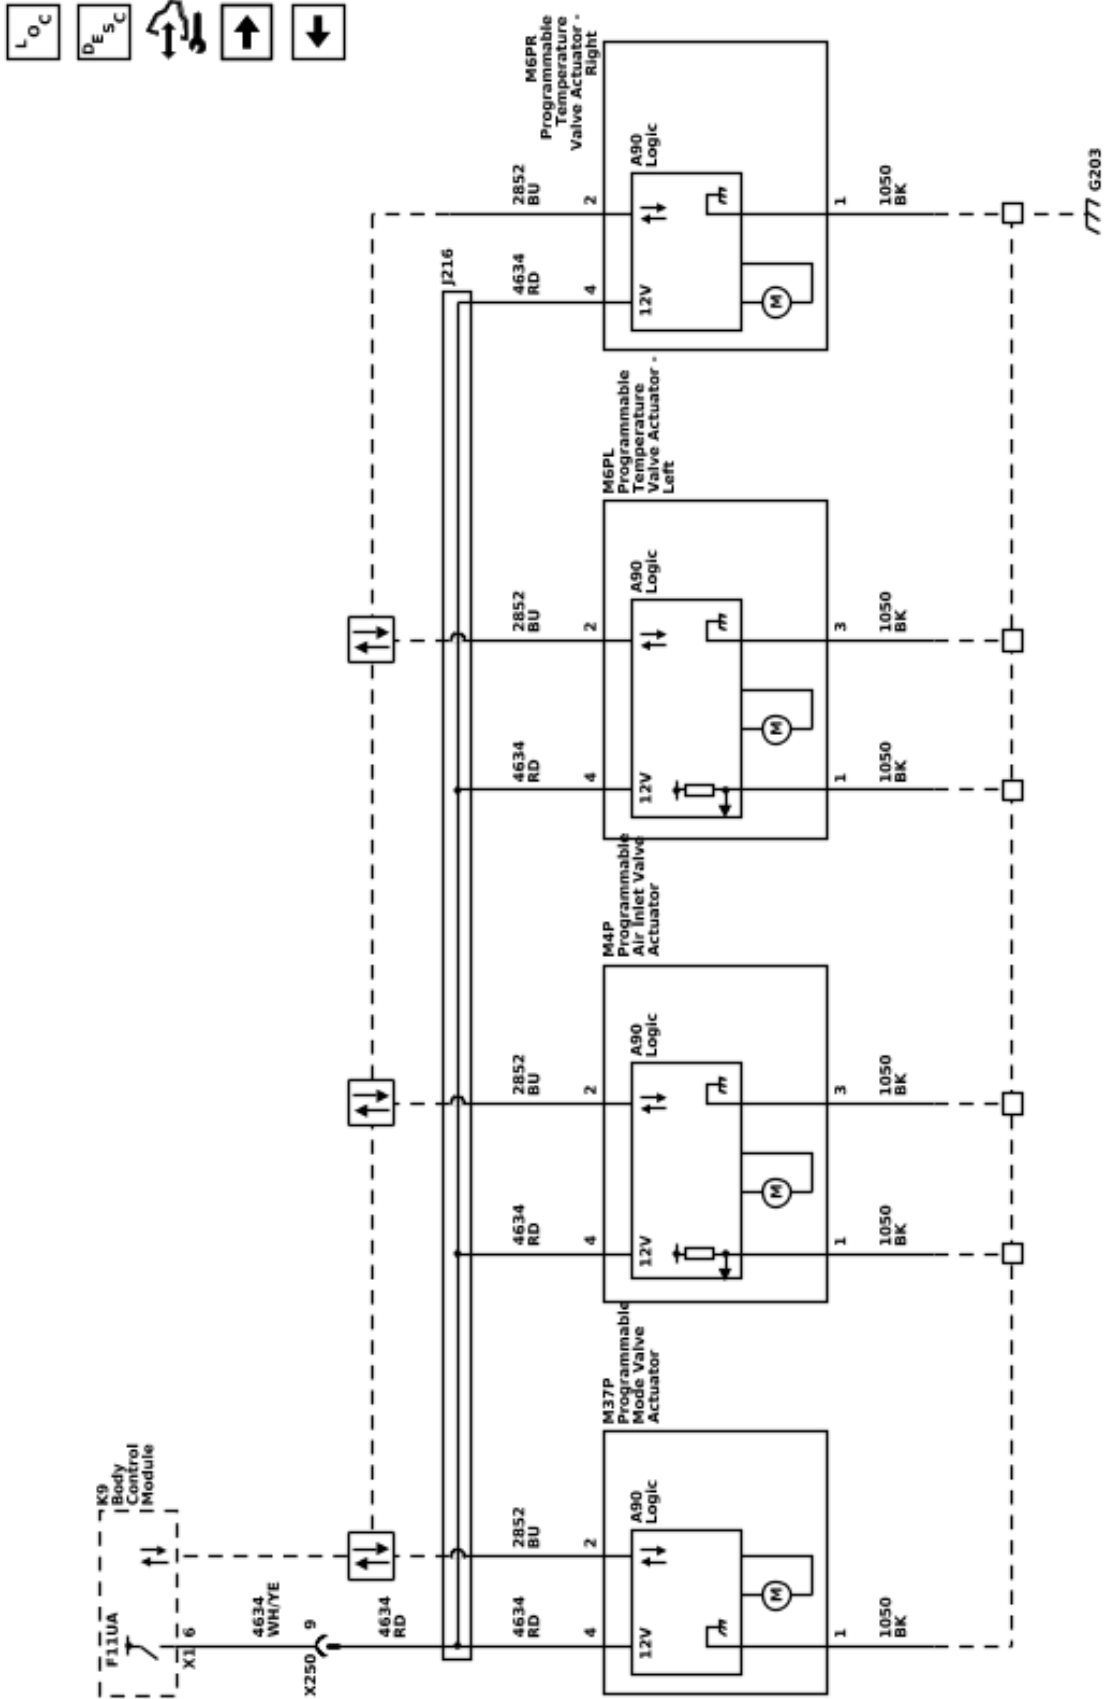 LOC
DESC
K9
Body
Control
Module
F11UA
X1
6
4634
WH/YE
X250
9
4634
RD
J216
4634
RD
2852
BU
4634
RD
2852
BU
4634
RD
2852
BU
4634
RD
2852
BU
4
2
M37P
Programmable
Mode Valve
Actuator
A90
Logic
12V
M
1
1050
BK
4
2
M4P
Programmable
Air Inlet Valve
Actuator
A90
Logic
12V
M
1
3
1050
BK
1050
BK
4
2
M6PL
Programmable
Temperature
Valve Actuator -
Left
A90
Logic
12V
M
1
3
1050
BK
1050
BK
4
2
M6PR
Programmable
Temperature
Valve Actuator -
Right
A90
Logic
12V
M
1
1050
BK
G203